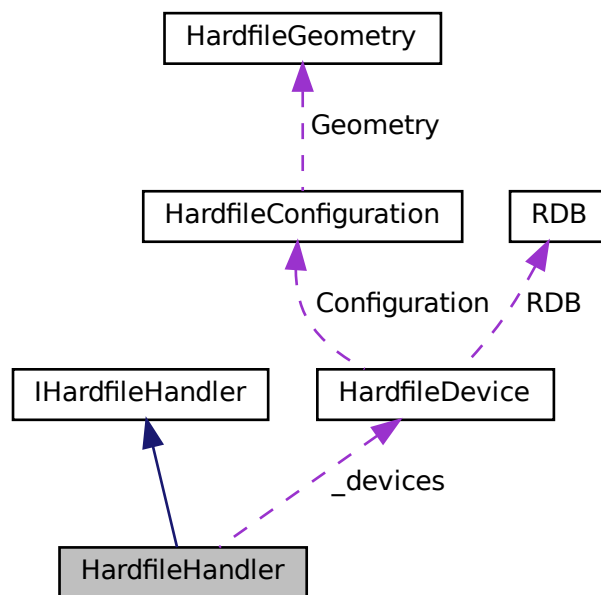 HardfileGeometry
Geometry
HardfileConfiguration
RDB
Configuration
RDB
IHardfileHandler
HardfileDevice
_devices
HardfileHandler